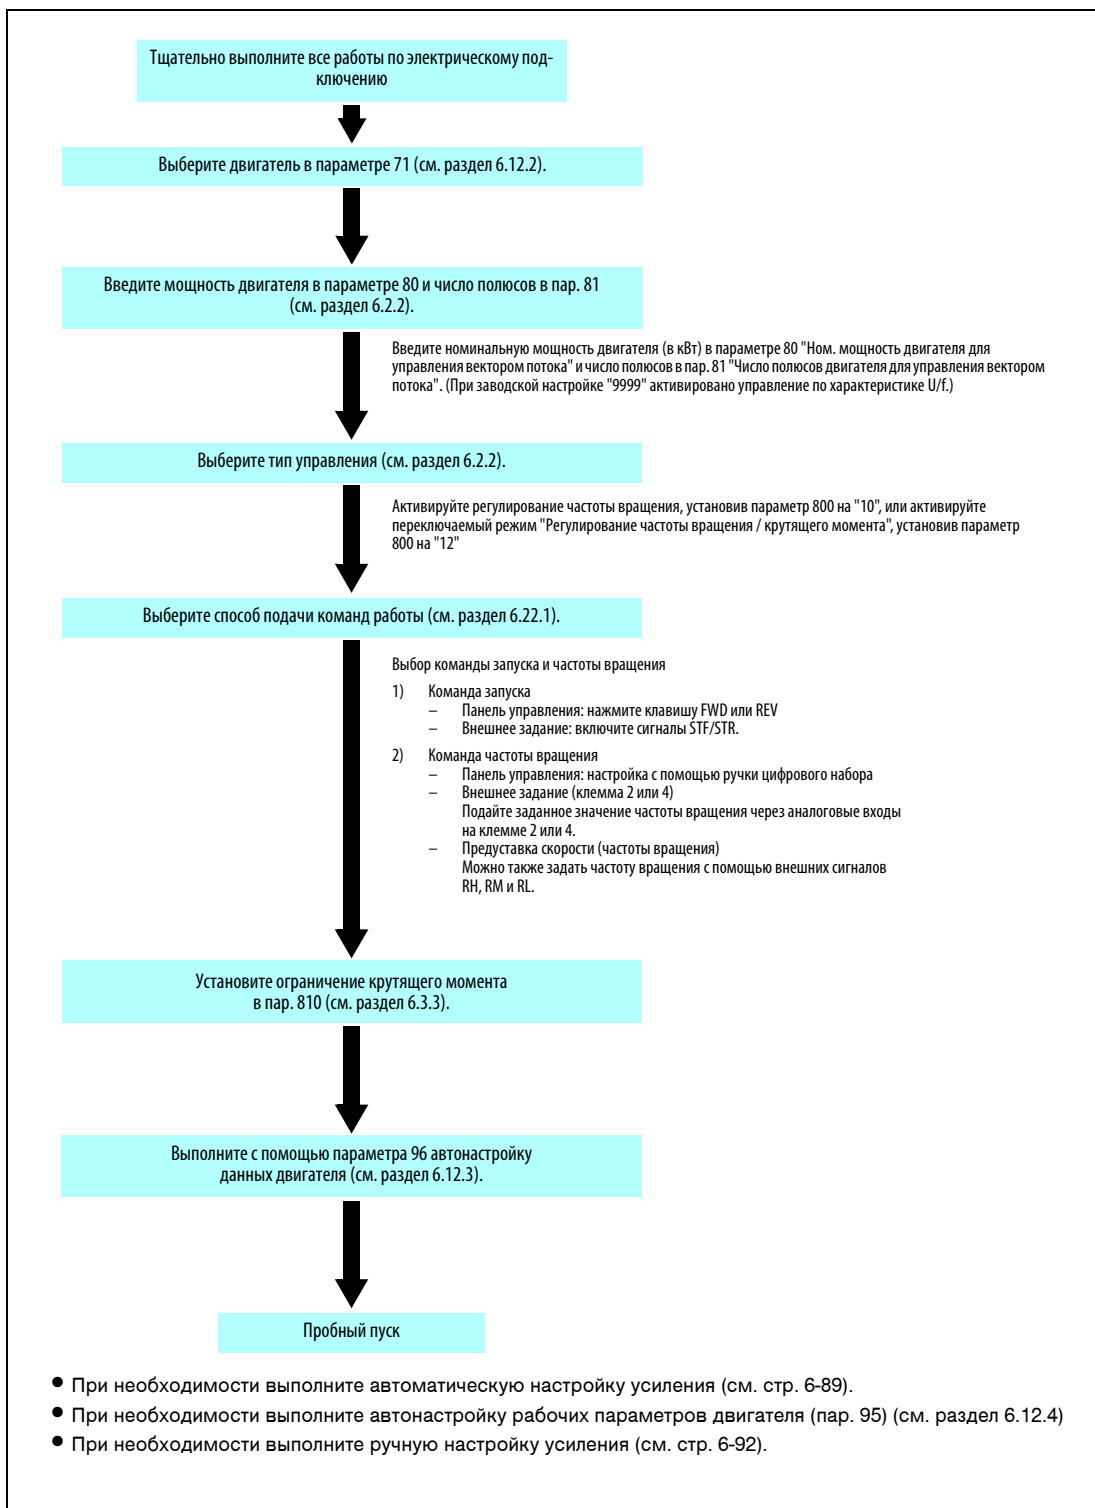 Тщательно выполните все работы по электрическому под-
ключению
Выберите двигатель в параметре 71 (см. раздел 6.12.2).
Введите мощность двигателя в параметре 80 и число полюсов в пар. 81
(см. раздел 6.2.2).
Введите номинальную мощность двигателя (в кВт) в параметре 80 "Ном. мощность двигателя для
управления вектором потока" и число полюсов в пар. 81 "Число полюсов двигателя для управления вектором
потока". (При заводской настройке "9999" активировано управление по характеристике U/f.)
Выберите тип управления (см. раздел 6.2.2).
Активируйте регулирование частоты вращения, установив параметр 800 на "10", или активируйте
переключаемый режим "Регулирование частоты вращения / крутящего момента", установив параметр
800 на "12"
Выберите способ подачи команд работы (см. раздел 6.22.1).
Выбор команды запуска и частоты вращения
1) Команда запуска
– Панель управления: нажмите клавишу FWD или REV
– Внешнее задание: включите сигналы STF/STR.
2) Команда частоты вращения
– Панель управления: настройка с помощью ручки цифрового набора
– Внешнее задание (клемма 2 или 4)
Подайте заданное значение частоты вращения через аналоговые входы
на клемме 2 или 4.
– Предуставка скорости (частоты вращения)
Можно также задать частоту вращения с помощью внешних сигналов
RH, RM и RL.
Установите ограничение крутящего момента
в пар. 810 (см. раздел 6.3.3).
Выполните с помощью параметра 96 автонастройку
данных двигателя (см. раздел 6.12.3).
Пробный пуск
● При необходимости выполните автоматическую настройку усиления (см. стр. 6-89).
● При необходимости выполните автонастройку рабочих параметров двигателя (пар. 95) (см. раздел 6.12.4)
● При необходимости выполните ручную настройку усиления (см. стр. 6-92).